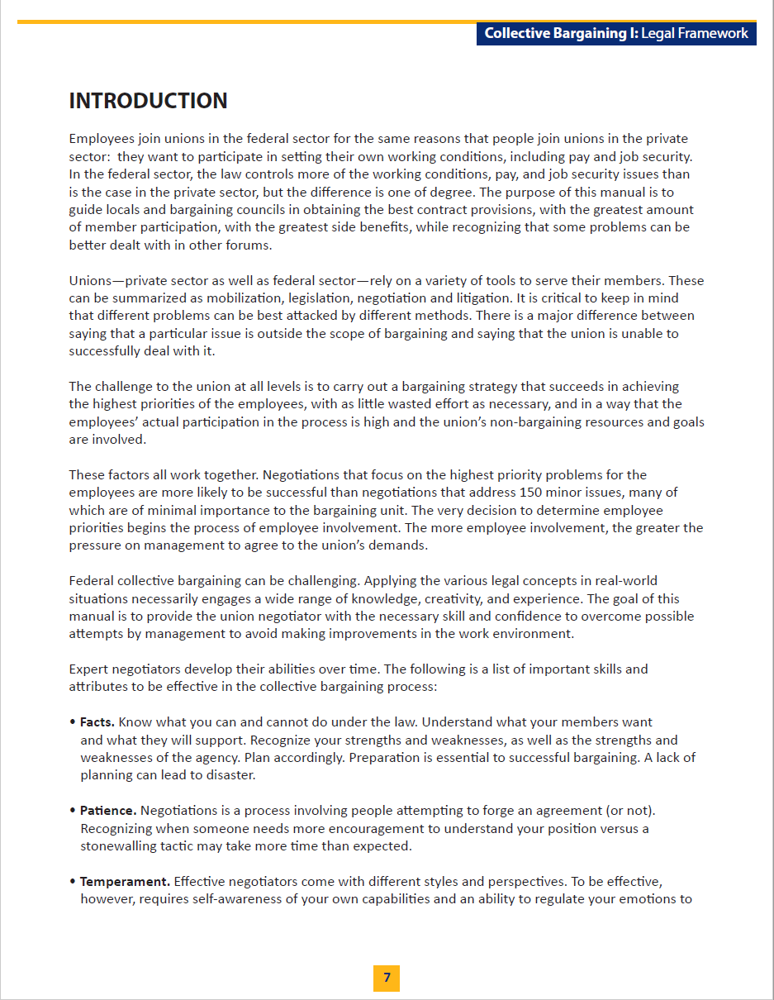 Collective Bargaining I: Legal Framework
INTRODUCTION
Employees join unions in the federal sector for the same reasons that people join unions in the private
sector:  they want to participate in setting their own working conditions, including pay and job security.
In the federal sector, the law controls more of the working conditions, pay, and job security issues than
is the case in the private sector, but the difference is one of degree. The purpose of this manual is to
guide locals and bargaining councils in obtaining the best contract provisions, with the greatest amount
of member participation, with the greatest side benefits, while recognizing that some problems can be
better dealt with in other forums.
Unions—private sector as well as federal sector—rely on a variety of tools to serve their members. These
can be summarized as mobilization, legislation, negotiation and litigation. It is critical to keep in mind
that different problems can be best attacked by different methods. There is a major difference between
saying that a particular issue is outside the scope of bargaining and saying that the union is unable to
successfully deal with it.
The challenge to the union at all levels is to carry out a bargaining strategy that succeeds in achieving
the highest priorities of the employees, with as little wasted effort as necessary, and in a way that the
employees’ actual participation in the process is high and the union’s non-bargaining resources and goals
are involved.
These factors all work together. Negotiations that focus on the highest priority problems for the
employees are more likely to be successful than negotiations that address 150 minor issues, many of
which are of minimal importance to the bargaining unit. The very decision to determine employee
priorities begins the process of employee involvement. The more employee involvement, the greater the
pressure on management to agree to the union’s demands.
Federal collective bargaining can be challenging. Applying the various legal concepts in real-world
situations necessarily engages a wide range of knowledge, creativity, and experience. The goal of this
manual is to provide the union negotiator with the necessary skill and confidence to overcome possible
attempts by management to avoid making improvements in the work environment.
Expert negotiators develop their abilities over time. The following is a list of important skills and
attributes to be effective in the collective bargaining process:
• Facts. Know what you can and cannot do under the law. Understand what your members want
and what they will support. Recognize your strengths and weaknesses, as well as the strengths and
weaknesses of the agency. Plan accordingly. Preparation is essential to successful bargaining. A lack of
planning can lead to disaster.
• Patience. Negotiations is a process involving people attempting to forge an agreement (or not).
Recognizing when someone needs more encouragement to understand your position versus a
stonewalling tactic may take more time than expected.
• Temperament. Effective negotiators come with different styles and perspectives. To be effective,
however, requires self-awareness of your own capabilities and an ability to regulate your emotions to
7